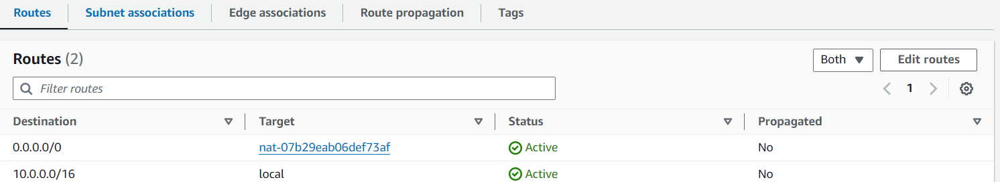 Routes Subnet associations Edge associations Route propagation Tags
Routes (2) Both Edit routes
Filter routes 1
Destination Target Status Propagated
0.0.0.0/0 nat-07b29eab06def73af Active No
10.0.0.0/16 local Active No